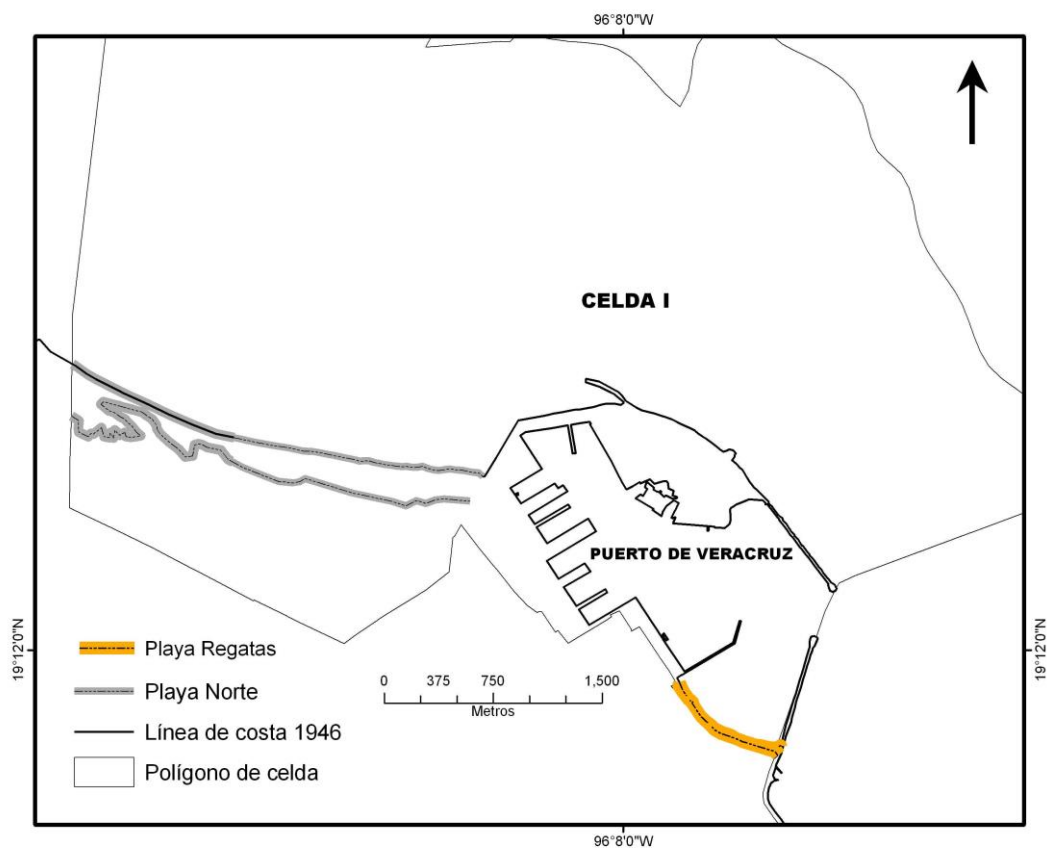 96°8'0"W
CELDA I
PUERTO DE VERACRUZ
19°12'0"N
19°12'0"N
Playa Regatas
Playa Norte
Línea de costa 1946
Polígono de celda
0 375 750 1,500
Metros
96°8'0"W